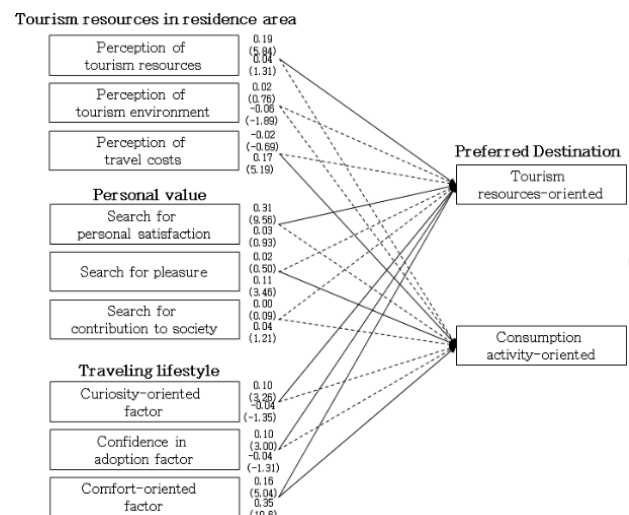 Tourism resources in residence area
Perception of
tourism resources
0.19
(5.84)
0.04
(1.31)
Perception of
tourism environment
0.02
(0.76)
-0.06
(-1.89)
Perception of
travel costs
-0.02
(-0.69)
0.17
(5.19)
Personal value
Search for
personal satisfaction
0.31
(9.56)
0.03
(0.93)
Search for pleasure
0.02
(0.50)
0.11
(3.46)
Search for
contribution to society
0.00
(0.09)
0.04
(1.21)
Traveling lifestyle
Curiosity-oriented
factor
0.10
(3.26)
-0.04
(-1.35)
Confidence in
adoption factor
0.10
(3.00)
-0.04
(-1.31)
Comfort-oriented
factor
0.16
(5.04)
0.35
Preferred Destination
Tourism
resources-oriented
Consumption
activity-oriented